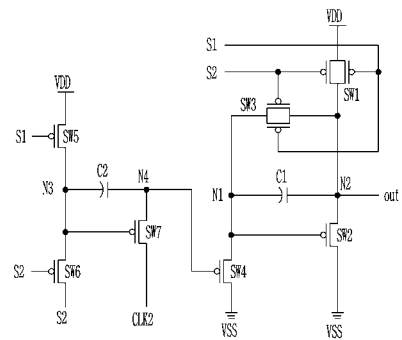 VDD
S1
S2
SW1
SW3
VDD
S1
SW5
C2
N4
N3
N1
C1
N2
out
SW7
SW2
S2
SW6
SW4
S2
CLK2
VSS
VSS